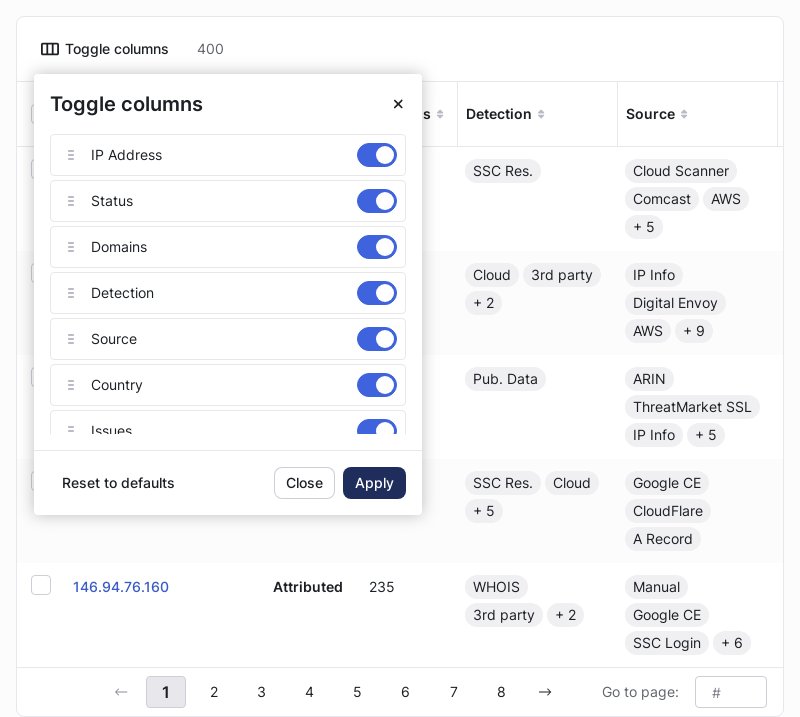 Toggle columns 400
Toggle columns
s Detection Source
IP Address
Status
Domains
Detection
Source
Country
Issues
Reset to defaults Close Apply
SSC Res. Cloud Scanner
Comcast AWS
+ 5
Cloud 3rd party IP Info
+ 2 Digital Envoy
AWS + 9
Pub. Data ARIN
ThreatMarket SSL
IP Info + 5
SSC Res. Cloud Google CE
+ 5 CloudFlare
A Record
146.94.76.160 Attributed 235 WHOIS Manual
3rd party + 2 Google CE
SSC Login + 6
← 1 2 3 4 5 6 7 8 → Go to page: #